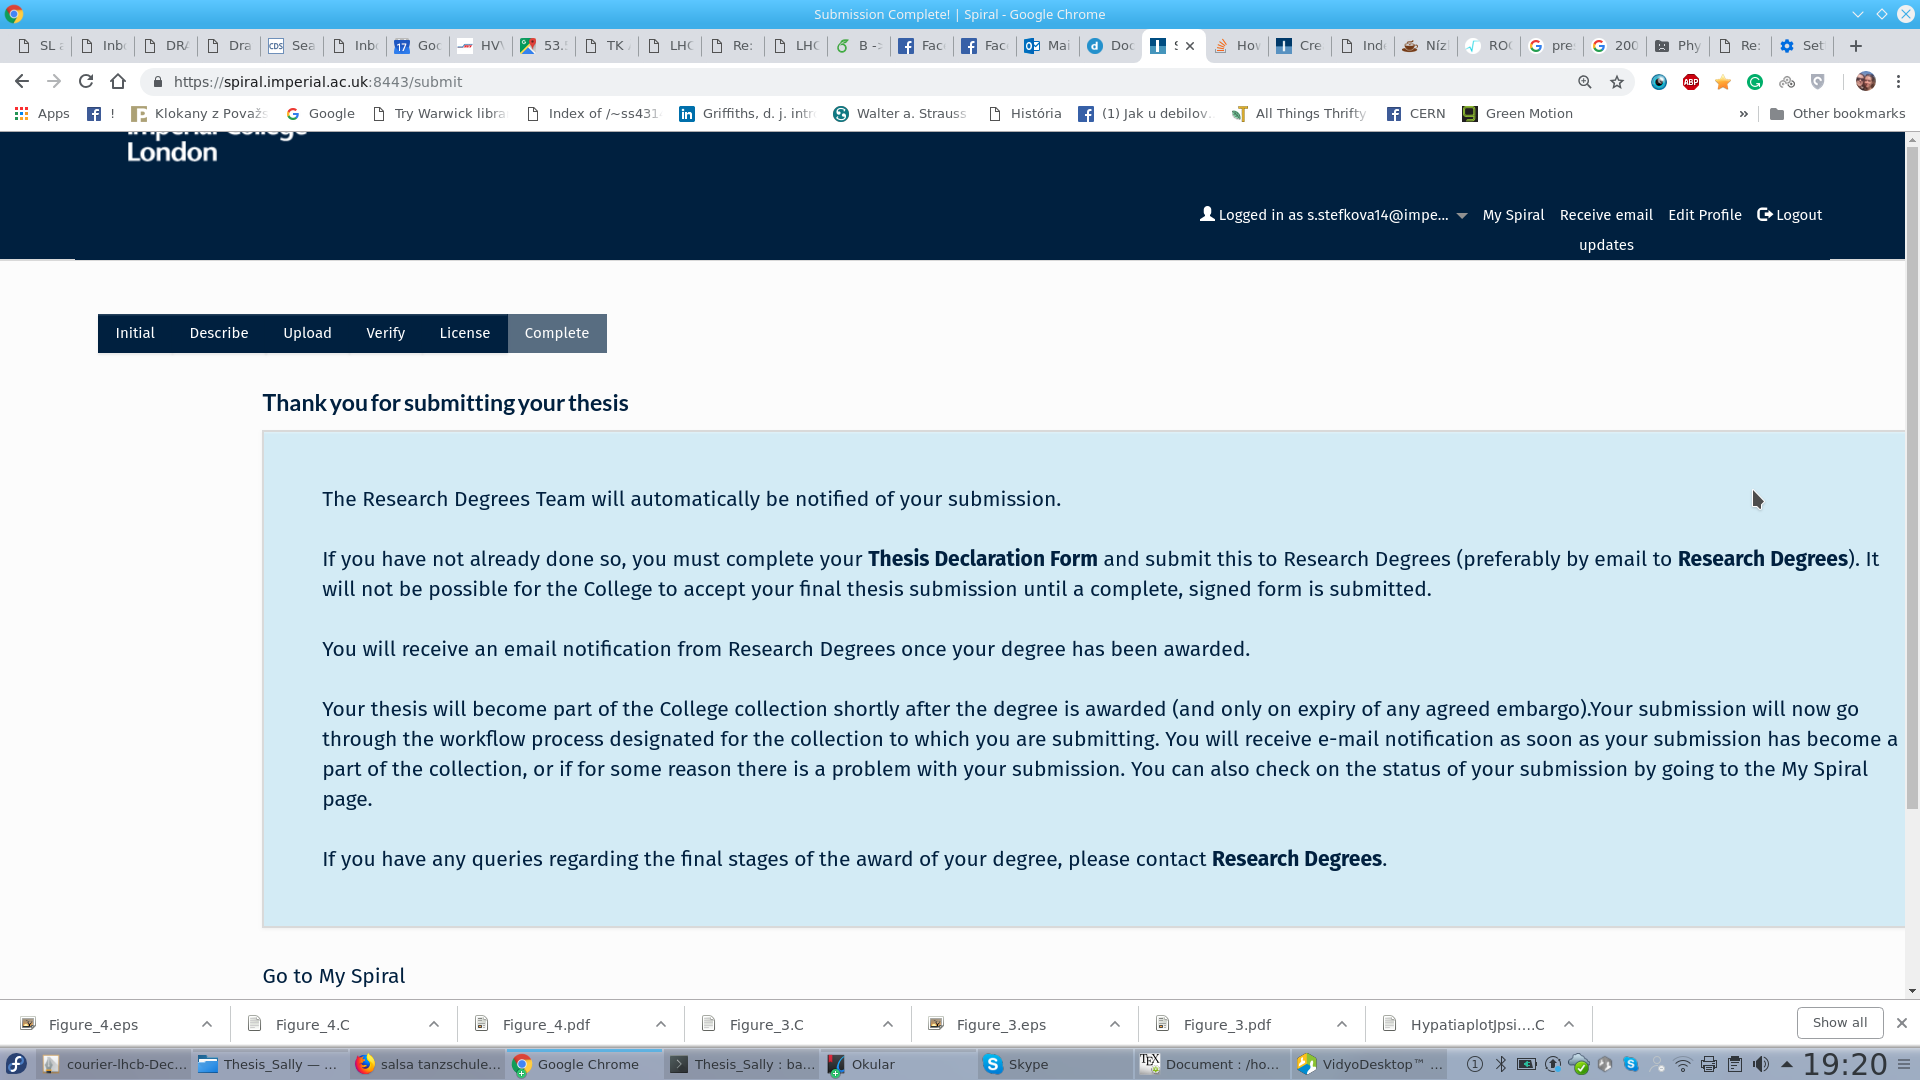 Submission Complete! | Spiral - Google Chrome
SL Inb DRA Dra CDS Sea Inb 17 Goo HV 53. TK LHC Re: LHC B -> Fac Fac Mai Doc S Hov Cre Ind Níz ROC pre 200 Phy Re: Set
https://spiral.imperial.ac.uk:8443/submit
Apps ! Klokany z Považs Google Try Warwick libra Index of /~ss431 Griffiths, d. j. intr Walter a. Strauss História (1) Jak u debilov.. All Things Thrifty CERN Green Motion » Other bookmarks
Imperial College
London
Logged in as s.stefkova14@impe... My Spiral Receive email updates Edit Profile Logout
Initial Describe Upload Verify License Complete
Thank you for submitting your thesis
The Research Degrees Team will automatically be notified of your submission.
If you have not already done so, you must complete your Thesis Declaration Form and submit this to Research Degrees (preferably by email to Research Degrees). It
will not be possible for the College to accept your final thesis submission until a complete, signed form is submitted.
You will receive an email notification from Research Degrees once your degree has been awarded.
Your thesis will become part of the College collection shortly after the degree is awarded (and only on expiry of any agreed embargo).Your submission will now go
through the workflow process designated for the collection to which you are submitting. You will receive e-mail notification as soon as your submission has become a
part of the collection, or if for some reason there is a problem with your submission. You can also check on the status of your submission by going to the My Spiral
page.
If you have any queries regarding the final stages of the award of your degree, please contact Research Degrees.
Go to My Spiral
Figure_4.eps Figure_4.C Figure_4.pdf Figure_3.C Figure_3.eps Figure_3.pdf HypatiaplotJpsi....C Show all
courier-lhcb-Dec... Thesis_Sally — ... salsa tanzschule... Google Chrome Thesis_Sally : ba... Okular Skype Document : /ho... VidyoDesktop™ ... 19:20